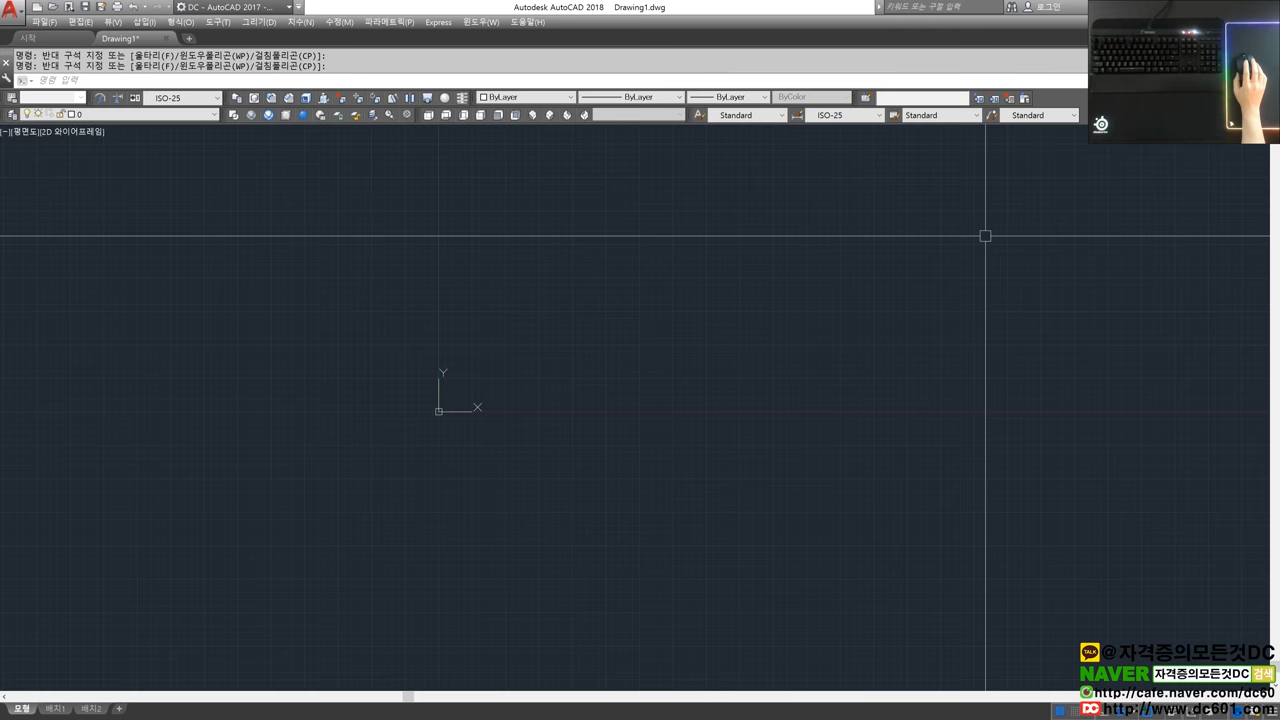 DC - AutoCAD 2017 -
Autodesk AutoCAD 2018 Drawing1.dwg
키워드 또는 구절 입력
로그인
파일(F) 편집(E) 뷰(V) 삽입(I) 형식(O) 도구(T) 그리기(D) 치수(N) 수정(M) 파라메트릭(P) Express 윈도우(W) 도움말(H)
시작 Drawing1*
명령: 반대 구석 지정 또는 [울타리(F)/윈도우폴리곤(WP)/걸침폴리곤(CP)]:
명령: 반대 구석 지정 또는 [울타리(F)/윈도우폴리곤(WP)/걸침폴리곤(CP)]:
명령 입력
ISO-25 ByLayer ByLayer ByLayer ByColor
0 Standard ISO-25 Standard Standard
[-][평면도][2D 와이어프레임]
Y
X
TALK @자격증의모든것DC
NAVER 자격증의모든것DC 검색
http://cafe.naver.com/dc60
DC http://www.dc601.com
모형 배치1 배치2 +